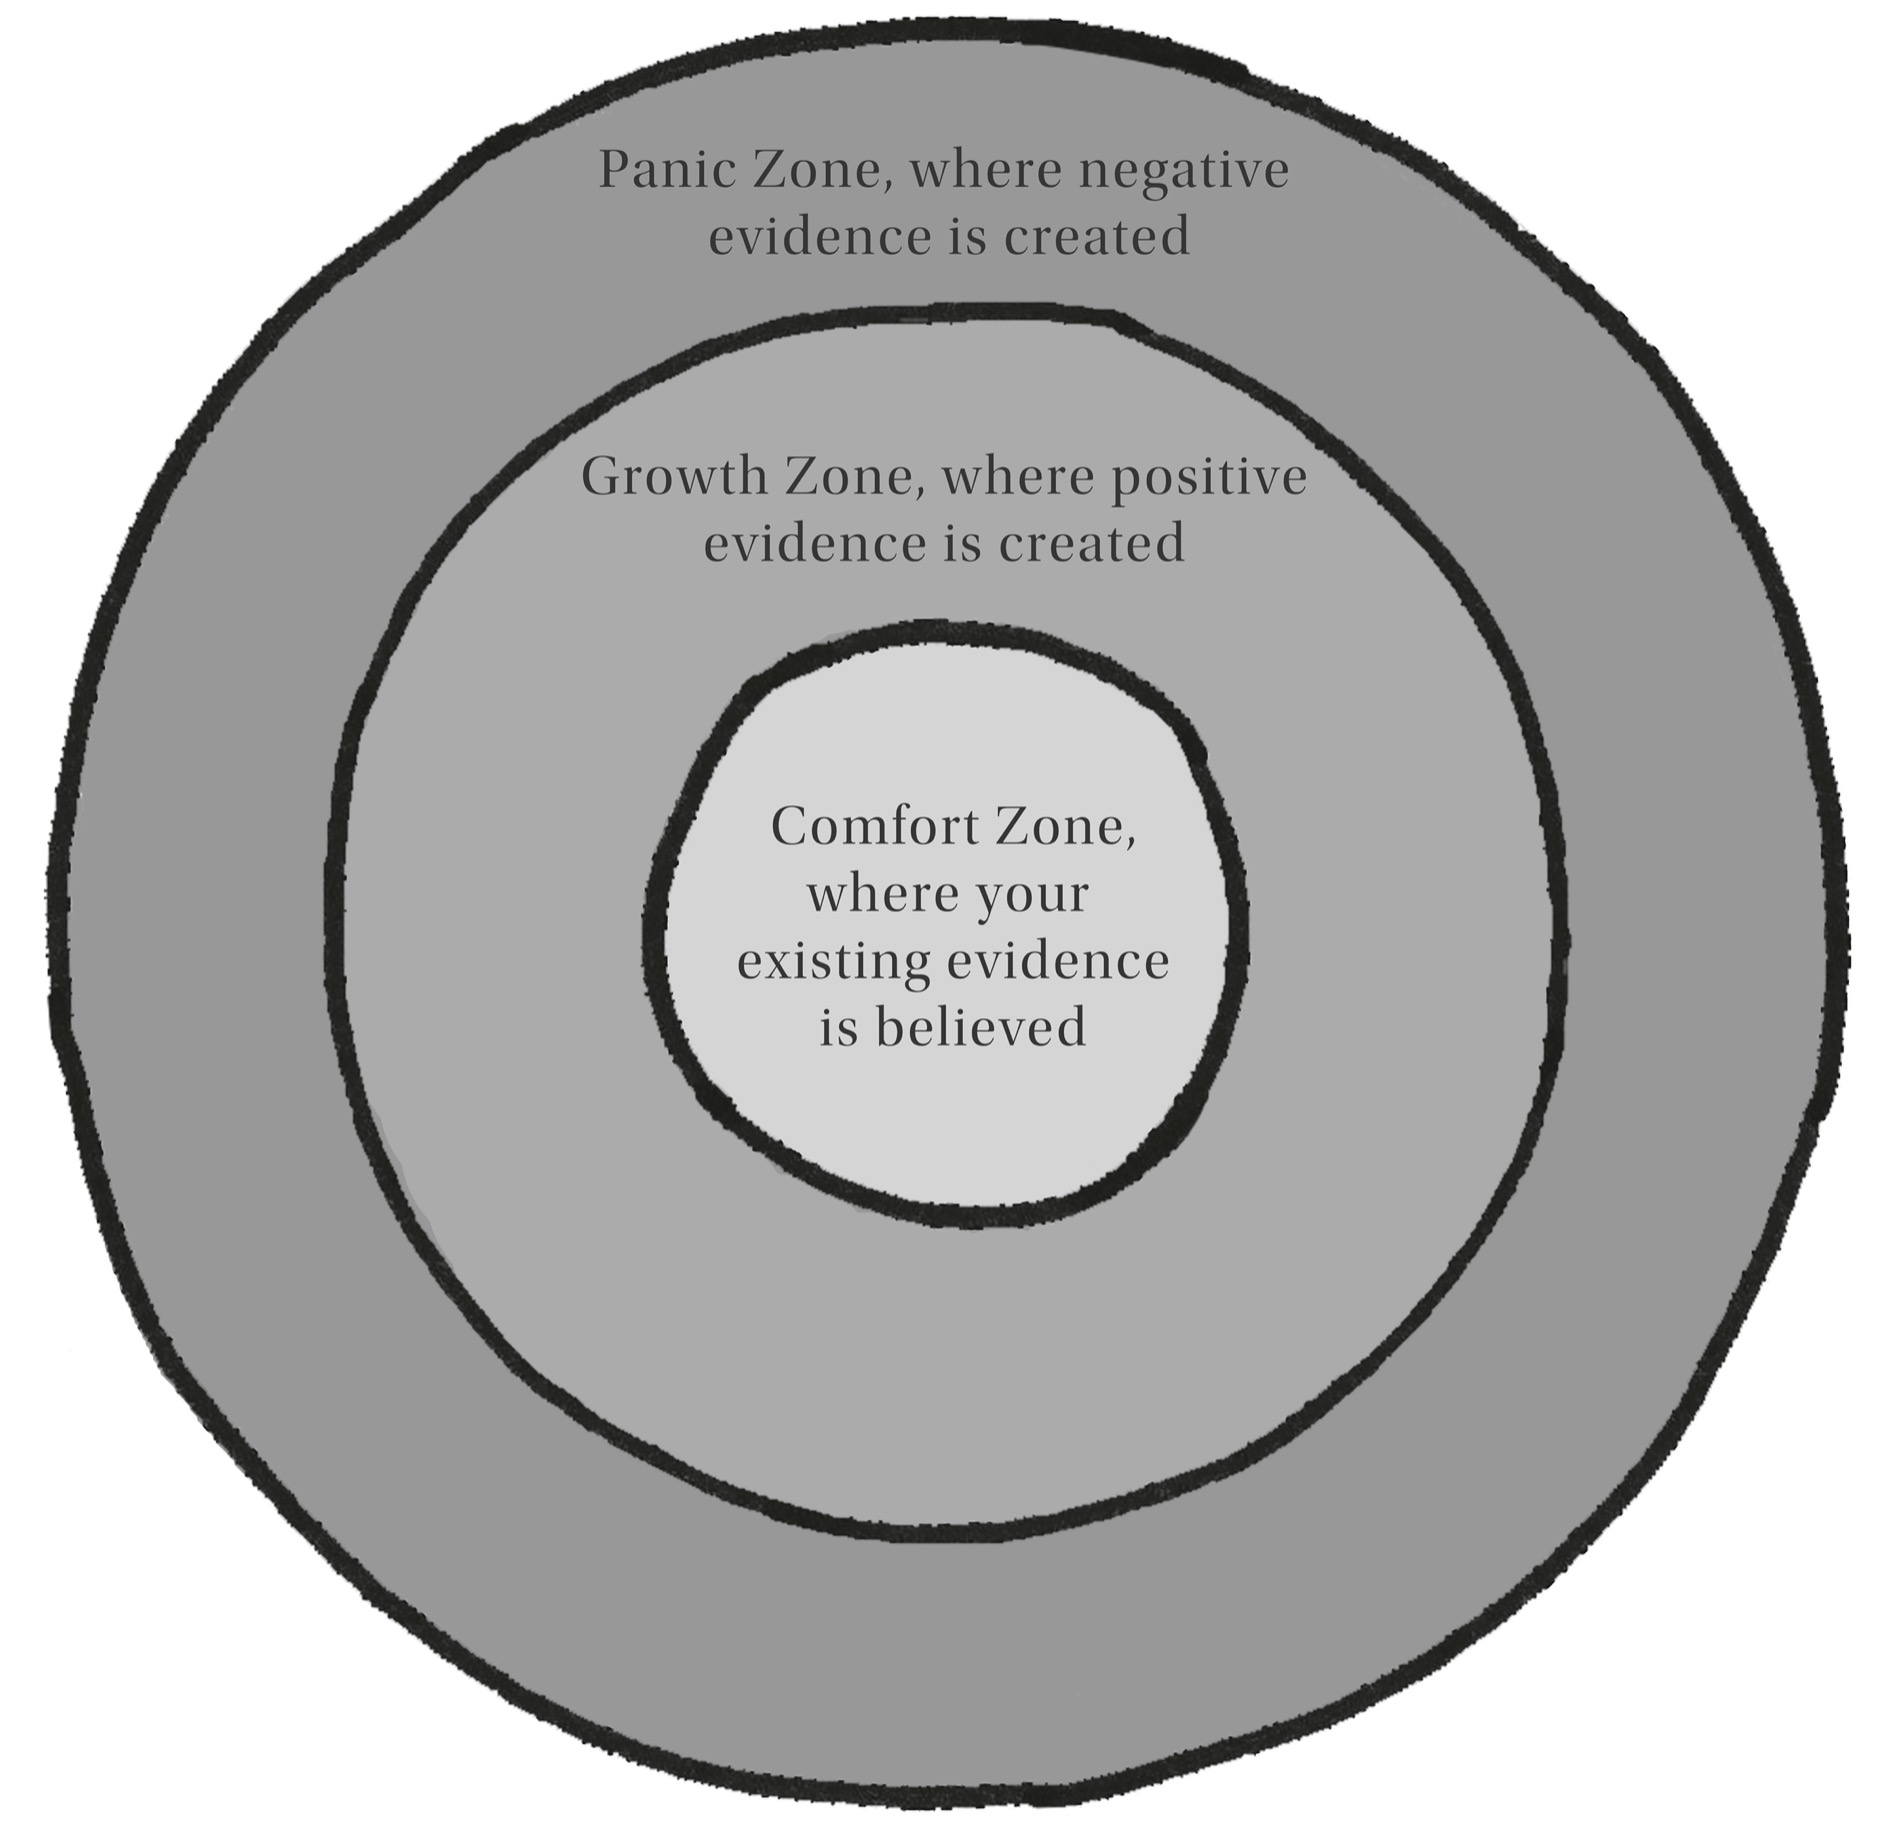 Panic Zone, where negative
evidence is created
Growth Zone, where positive
evidence is created
Comfort Zone,
where your
existing evidence
is believed